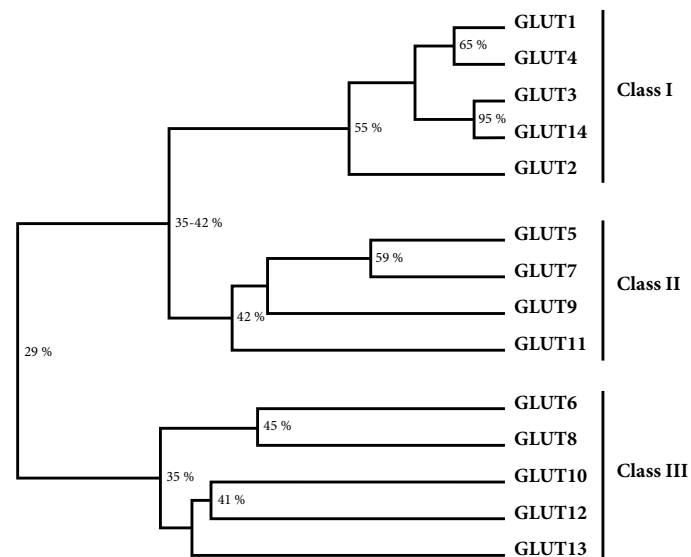 GLUT1
65 %
GLUT4
Class I
GLUT3
95 %
GLUT14
55 %
GLUT2
35-42 %
GLUT5
59 %
GLUT7
Class II
GLUT9
42 %
GLUT11
29 %
GLUT6
45 %
GLUT8
Class III
35 %
GLUT10
41 %
GLUT12
GLUT13